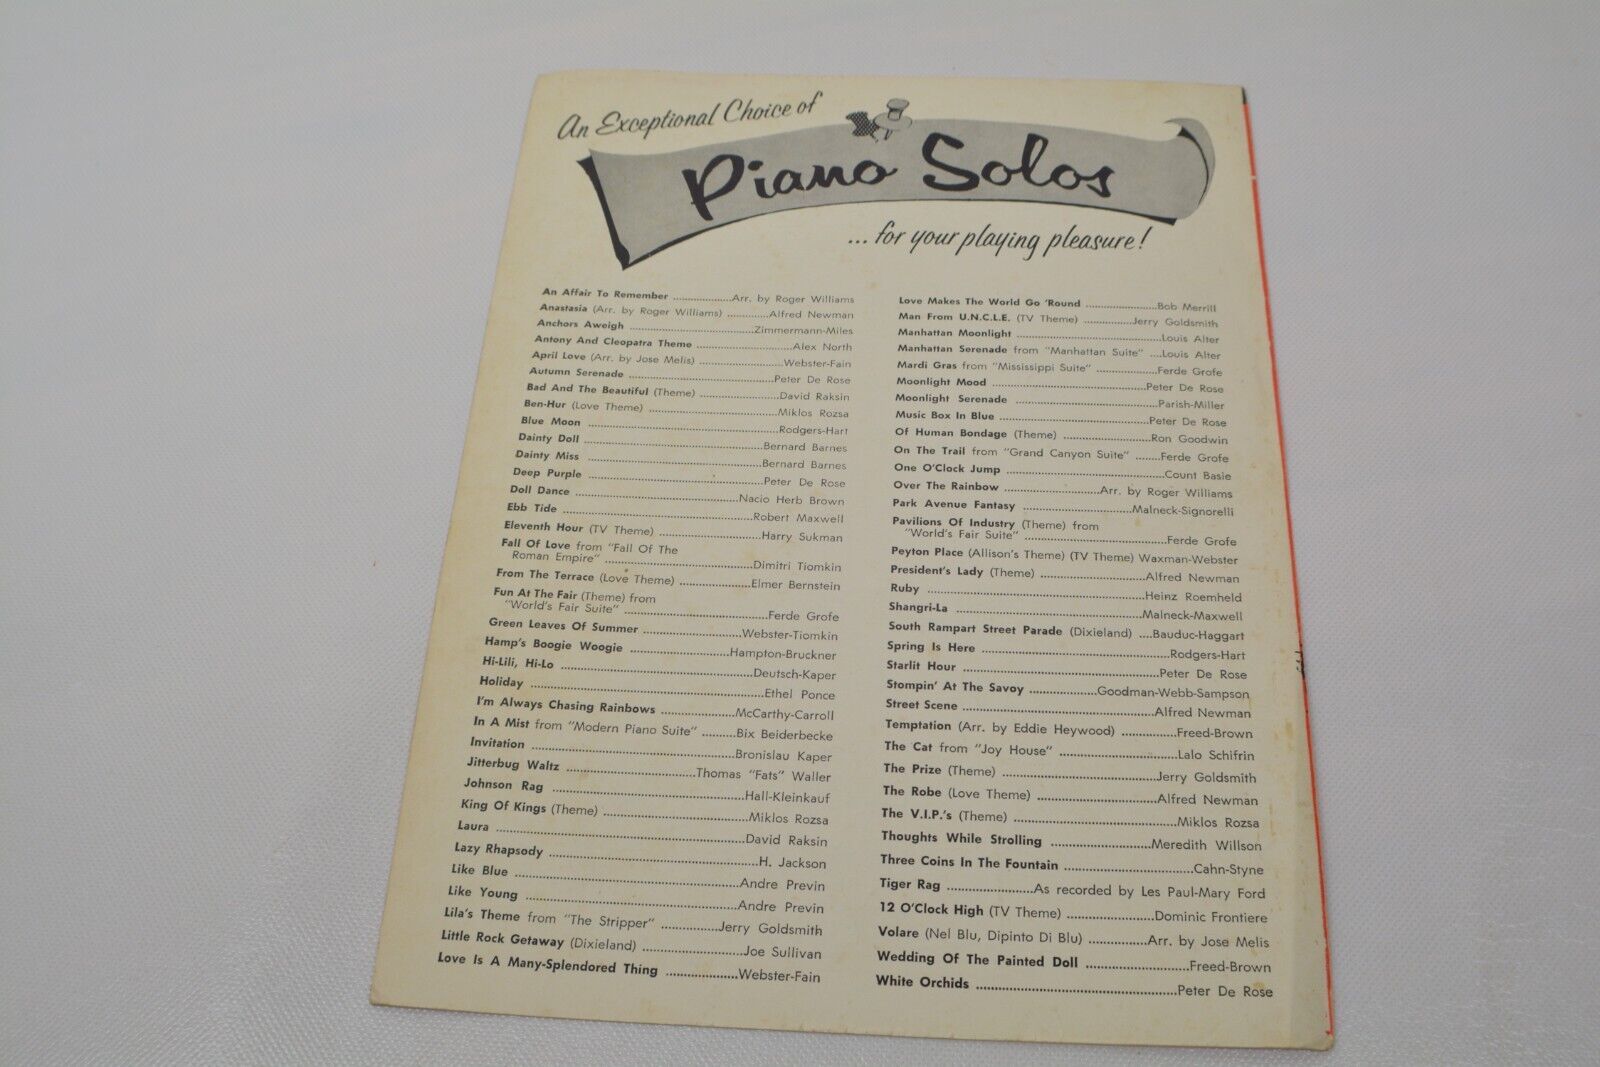 An Exceptional Choice of
Piano Solos
... for your playing pleasure!
An Affair To Remember ..................Arr. by Roger Williams
Anastasia (Arr. by Roger Williams) .............Alfred Newman
Anchors Aweigh ......................................Zimmermann-Miles
Antony And Cleopatra Theme ..............................Alex North
April Love (Arr. by Jose Melis) ..........................Webster-Fain
Autumn Serenade .............................................Peter De Rose
Bad And The Beautiful (Theme) ........................David Raksin
Ben-Hur (Love Theme) ........................................Miklos Rozsa
Blue Moon ...........................................................Rodgers-Hart
Dainty Doll .......................................................Bernard Barnes
Dainty Miss .......................................................Bernard Barnes
Deep Purple .......................................................Peter De Rose
Doll Dance ..................................................Nacio Herb Brown
Ebb Tide .........................................................Robert Maxwell
Eleventh Hour (TV Theme) ................................Harry Sukman
Fall Of Love from "Fall Of The
Roman Empire" .............................................Dimitri Tiomkin
From The Terrace (Love Theme) .....................Elmer Bernstein
Fun At The Fair (Theme) from
"World's Fair Suite" ...........................................Ferde Grofe
Green Leaves Of Summer .............................Webster-Tiomkin
Hamp's Boogie Woogie .............................Hampton-Bruckner
Hi-Lili, Hi-Lo .......................................................Deutsch-Kaper
Holiday ..................................................................Ethel Ponce
I'm Always Chasing Rainbows .....................McCarthy-Carroll
In A Mist from "Modern Piano Suite" .........Bix Beiderbecke
Invitation .........................................................Bronislau Kaper
Jitterbug Waltz ....................................Thomas "Fats" Waller
Johnson Rag .....................................................Hall-Kleinkauf
King Of Kings (Theme) .......................................Miklos Rozsa
Laura ..................................................................David Raksin
Lazy Rhapsody .......................................................H. Jackson
Like Blue ............................................................Andre Previn
Like Young .........................................................Andre Previn
Lila's Theme from "The Stripper" ................Jerry Goldsmith
Little Rock Getaway (Dixieland) ..........................Joe Sullivan
Love Is A Many-Splendored Thing ..................Webster-Fain
Love Makes The World Go 'Round ....................Bob Merrill
Man From U.N.C.L.E. (TV Theme) ..............Jerry Goldsmith
Manhattan Moonlight .........................................Louis Alter
Manhattan Serenade from "Manhattan Suite" ....Louis Alter
Mardi Gras from "Mississippi Suite" .................Ferde Grofe
Moonlight Mood ..............................................Peter De Rose
Moonlight Serenade ........................................Parish-Miller
Music Box In Blue .............................................Peter De Rose
Of Human Bondage (Theme) ..........................Ron Goodwin
On The Trail from "Grand Canyon Suite" .......Ferde Grofe
One O'Clock Jump ..............................................Count Basie
Over The Rainbow ...........................Arr. by Roger Williams
Park Avenue Fantasy ..............................Malneck-Signorelli
Pavilions Of Industry (Theme) from
"World's Fair Suite" ........................................Ferde Grofe
Peyton Place (Allison's Theme) (TV Theme) Waxman-Webster
President's Lady (Theme) ..............................Alfred Newman
Ruby ..............................................................Heinz Roemheld
Shangri-La ....................................................Malneck-Maxwell
South Rampart Street Parade (Dixieland) ....Bauduc-Haggart
Spring Is Here .....................................................Rodgers-Hart
Starlit Hour ......................................................Peter De Rose
Stompin' At The Savoy ..................Goodman-Webb-Sampson
Street Scene ....................................................Alfred Newman
Temptation (Arr. by Eddie Heywood) ................Freed-Brown
The Cat from "Joy House" ..................................Lalo Schifrin
The Prize (Theme) ...........................................Jerry Goldsmith
The Robe (Love Theme) ..................................Alfred Newman
The V.I.P.'s (Theme) ..............................................Miklos Rozsa
Thoughts While Strolling .............................Meredith Willson
Three Coins In The Fountain ....................................Cahn-Styne
Tiger Rag ........................As recorded by Les Paul-Mary Ford
12 O'Clock High (TV Theme) .......................Dominic Frontiere
Volare (Nel Blu, Dipinto Di Blu) .................Arr. by Jose Melis
Wedding Of The Painted Doll ............................Freed-Brown
White Orchids ....................................................Peter De Rose